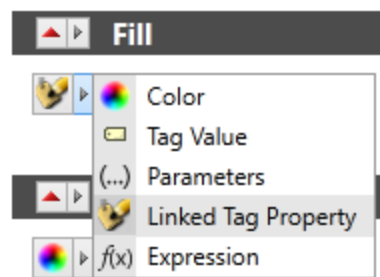 Fill
Color
Tag Value
(...) Parameters
Linked Tag Property
f(x) Expression